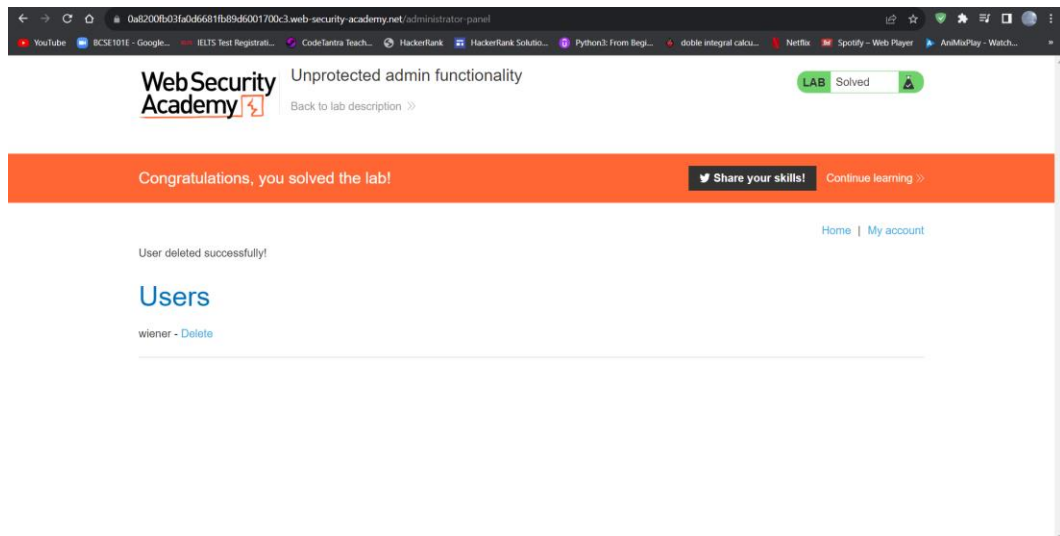 0a8200fb03fa0d6681fb89d6001700c3.web-security-academy.net/administrator-panel
YouTube BCSE101E - Google... IELTS Test Registrati... CodeTantra Teach... HackerRank HackerRank Solutio... Python3: From Begi... doble integral calcu... Netflix Spotify – Web Player AniMixPlay - Watch...
Web Security
Academy
Unprotected admin functionality
Back to lab description
LAB Solved
Congratulations, you solved the lab!
Share your skills!
Continue learning
Home | My account
User deleted successfully!
Users
wiener - Delete